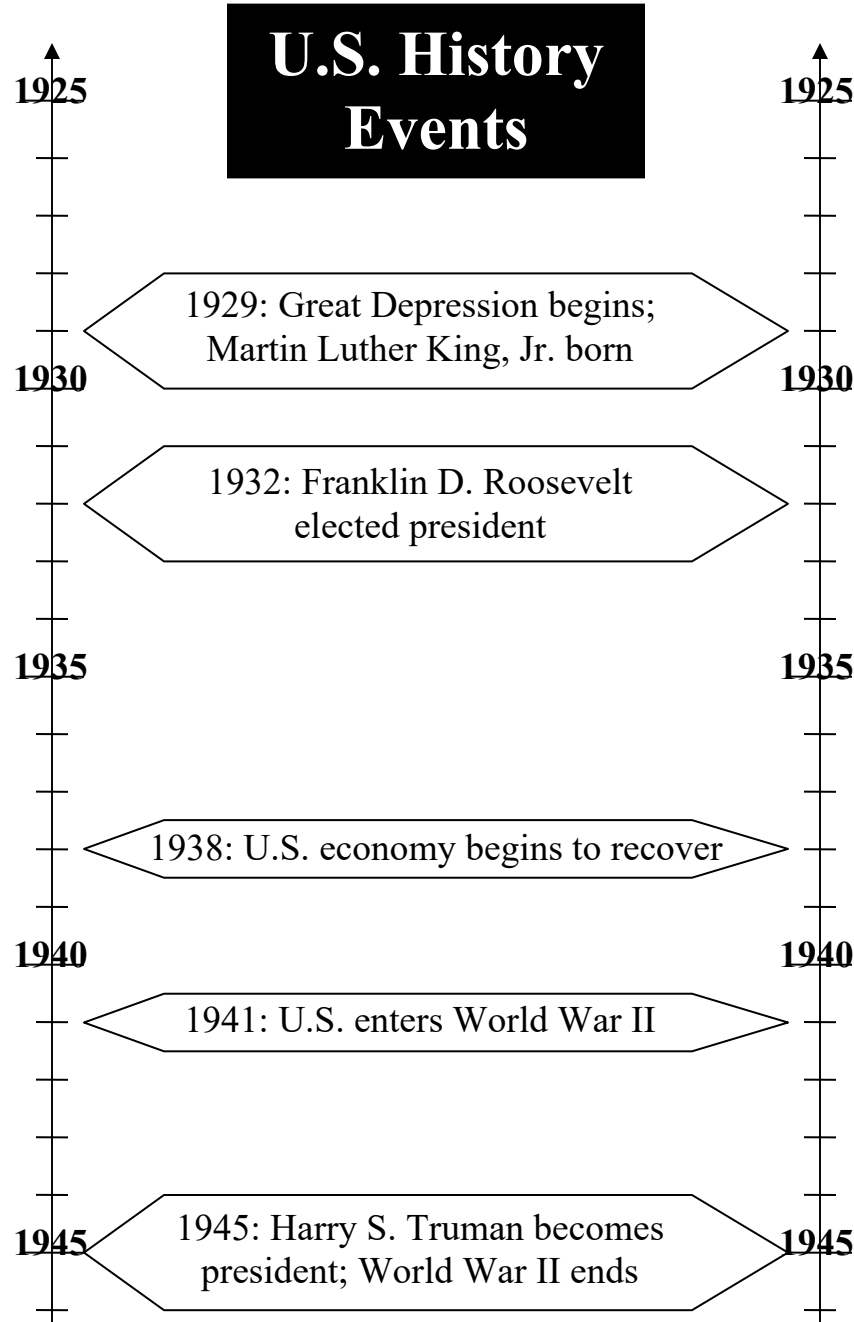 U.S. History
Events
1925
1925
1929: Great Depression begins;
Martin Luther King, Jr. born
1930
1930
1932: Franklin D. Roosevelt
elected president
1935
1935
1938: U.S. economy begins to recover
1940
1940
1941: U.S. enters World War II
1945: Harry S. Truman becomes
president; World War II ends
1945
1945